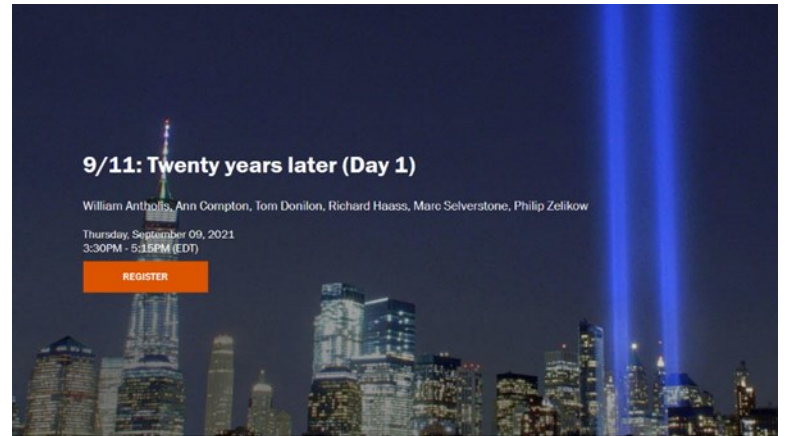 9/11: Twenty years later (Day 1)
William Antholis, Ann Compton, Tom Donilon, Richard Haass, Marc Selverstone, Philip Zelikow
Thursday, September 09, 2021
3:30PM - 5:15PM (EDT)
REGISTER